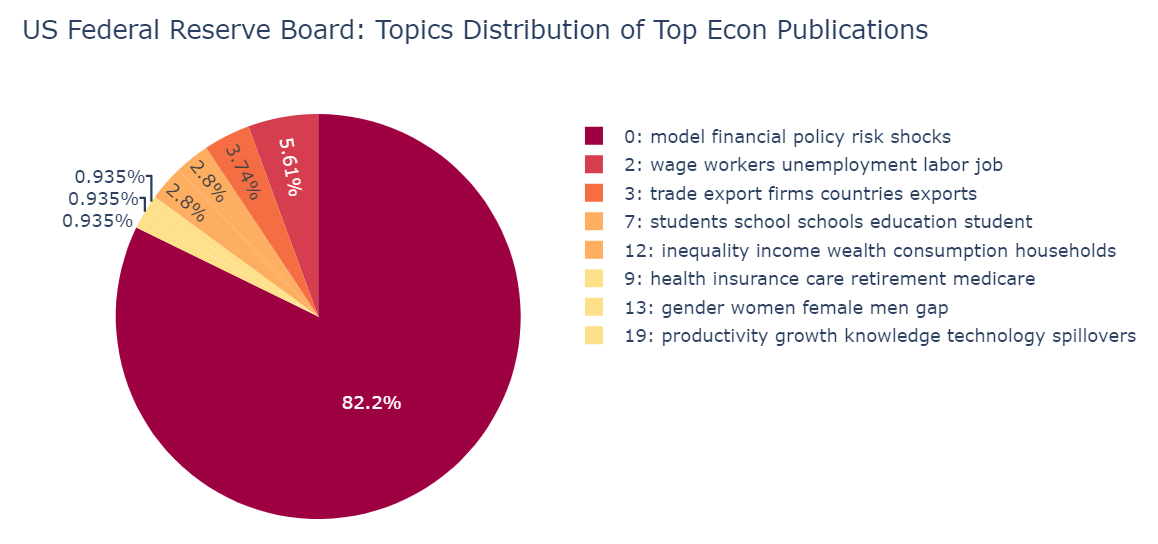 US Federal Reserve Board: Topics Distribution of Top Econ Publications
82.2%
5.61%
3.74%
2.8%
2.8%
0.935%
0.935%
0.935%
0: model financial policy risk shocks
2: wage workers unemployment labor job
3: trade export firms countries exports
7: students school schools education student
12: inequality income wealth consumption households
9: health insurance care retirement medicare
13: gender women female men gap
19: productivity growth knowledge technology spillovers